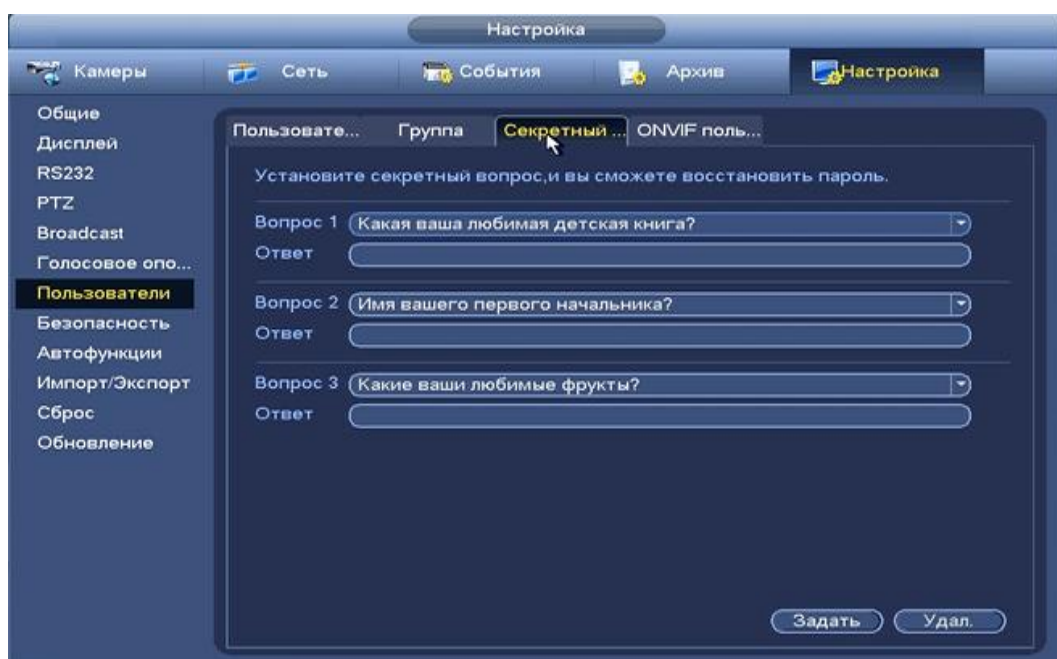 Настройка
Камеры Сеть События Архив Настройка
Общие
Дисплей
RS232
PTZ
Broadcast
Голосовое опо...
Пользователи
Безопасность
Автофункции
Импорт/Экспорт
Сброс
Обновление
Пользовате... Группа Секретный ... ONVIF поль...
Установите секретный вопрос,и вы сможете восстановить пароль.
Вопрос 1 Какая ваша любимая детская книга?
Ответ
Вопрос 2 Имя вашего первого начальника?
Ответ
Вопрос 3 Какие ваши любимые фрукты?
Ответ
Задать Удал.